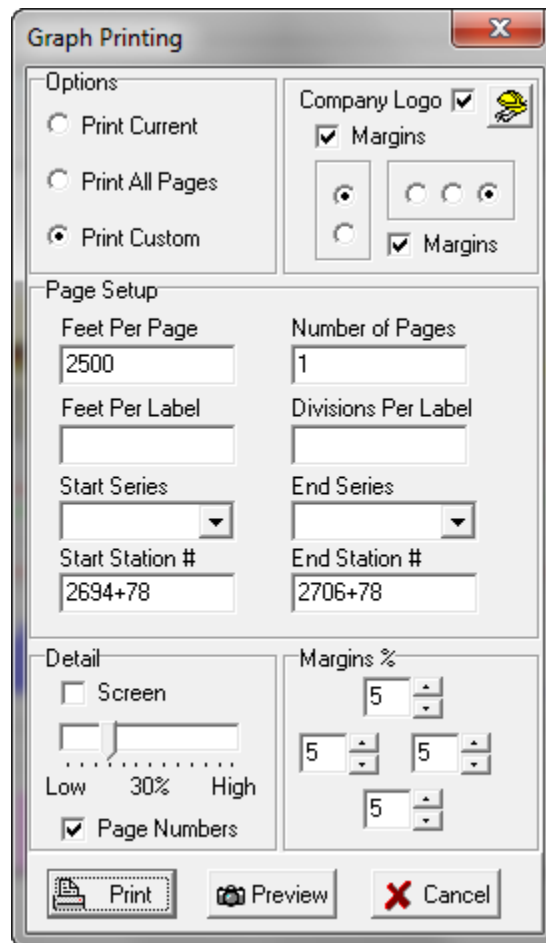 Graph Printing
Options
Print Current
Print All Pages
Print Custom
Company Logo
Margins
Margins
Page Setup
Feet Per Page
Number of Pages
2500
1
Feet Per Label
Divisions Per Label
Start Series
End Series
Start Station #
End Station #
2694+78
2706+78
Detail
Screen
Low 30% High
Page Numbers
Margins %
5
5 5
5
Print
Preview
Cancel